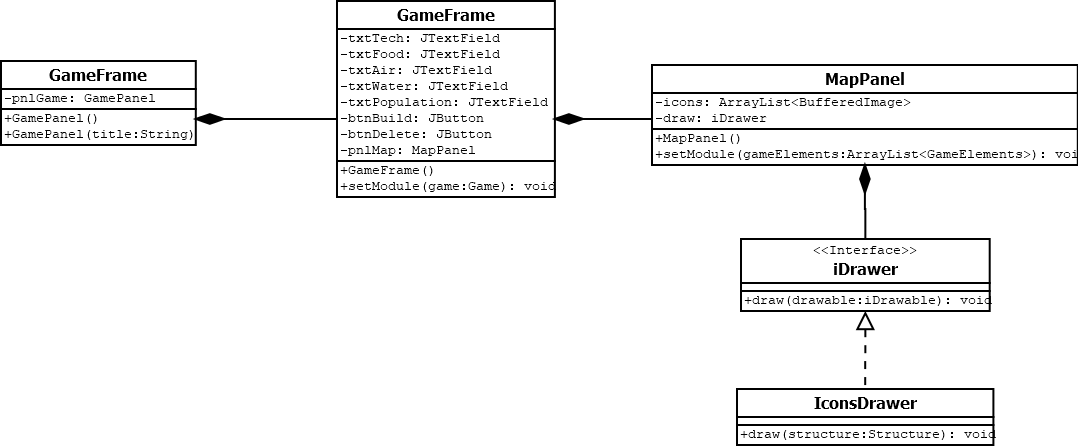 GameFrame
-pnlGame: GamePanel
+GamePanel()
+GamePanel(title:String)
GameFrame
-txtTech: JTextField
-txtFood: JTextField
-txtAir: JTextField
-txtWater: JTextField
-txtPopulation: JTextField
-btnBuild: JButton
-btnDelete: JButton
-pnlMap: MapPanel
+GameFrame()
+setModule(game:Game): void
MapPanel
-icons: ArrayList<BufferedImage>
-draw: iDrawer
+MapPanel()
+setModule(gameElements:ArrayList<GameElements>): voi
<<Interface>>
iDrawer
+draw(drawable:iDrawable): void
IconsDrawer
+draw(structure:Structure): void